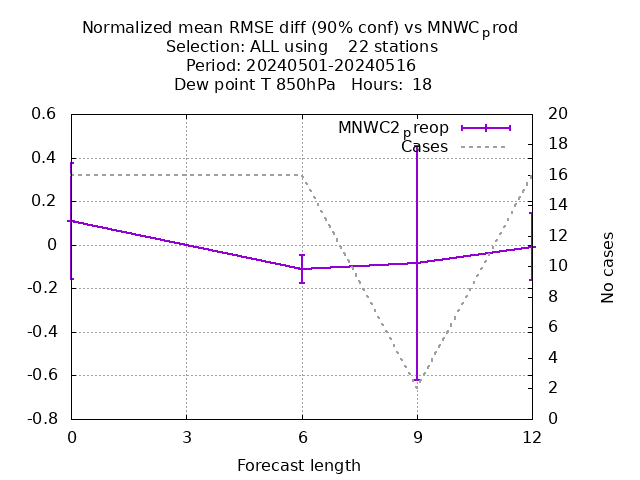 Normalized mean RMSE diff (90% conf) vs MNWCprod
Selection: ALL using 22 stations
Period: 20240501-20240516
Dew point T 850hPa Hours: 18
MNWC2preop
Cases
0.6
0.4
0.2
0
-0.2
-0.4
-0.6
-0.8
20
18
16
14
12
10
8
6
4
2
0
No cases
0 3 6 9 12
Forecast length